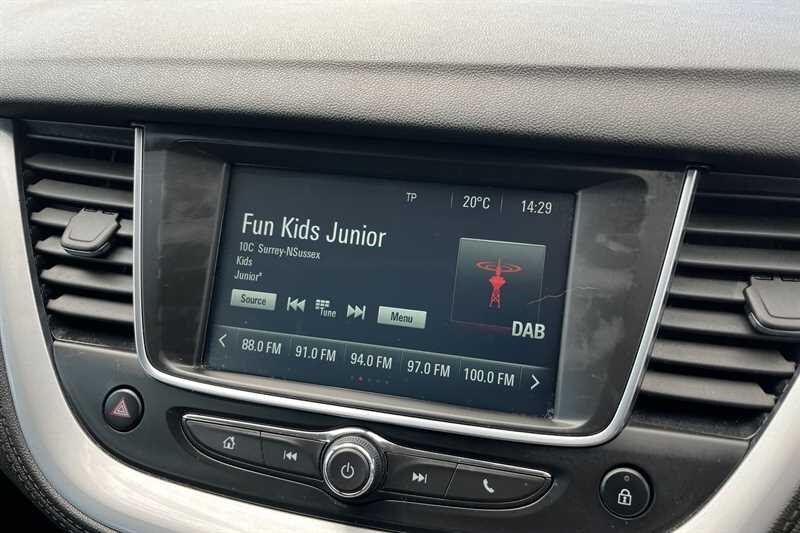 TP 20°C 14:29
Fun Kids Junior
10C Surrey-NSussex
Kids
Junior*
Source Tune Menu
DAB
88.0 FM 91.0 FM 94.0 FM 97.0 FM 100.0 FM